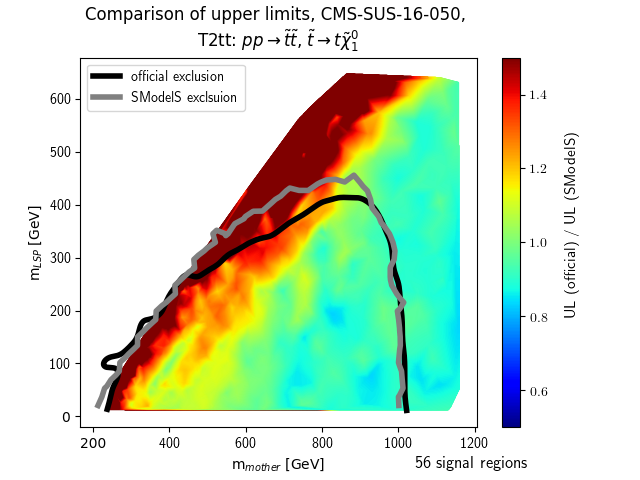 Comparison of upper limits, CMS-SUS-16-050,
T2tt: pp → t̃t̃, t̃ → tχ̃⁰₁
official exclusion
SModelS exclsuion
600
500
400
300
200
100
0
m_LSP [GeV]
200 400 600 800 1000 1200
m_mother [GeV]
56 signal regions
1.4
1.2
1.0
0.8
0.6
UL (official) / UL (SModelS)